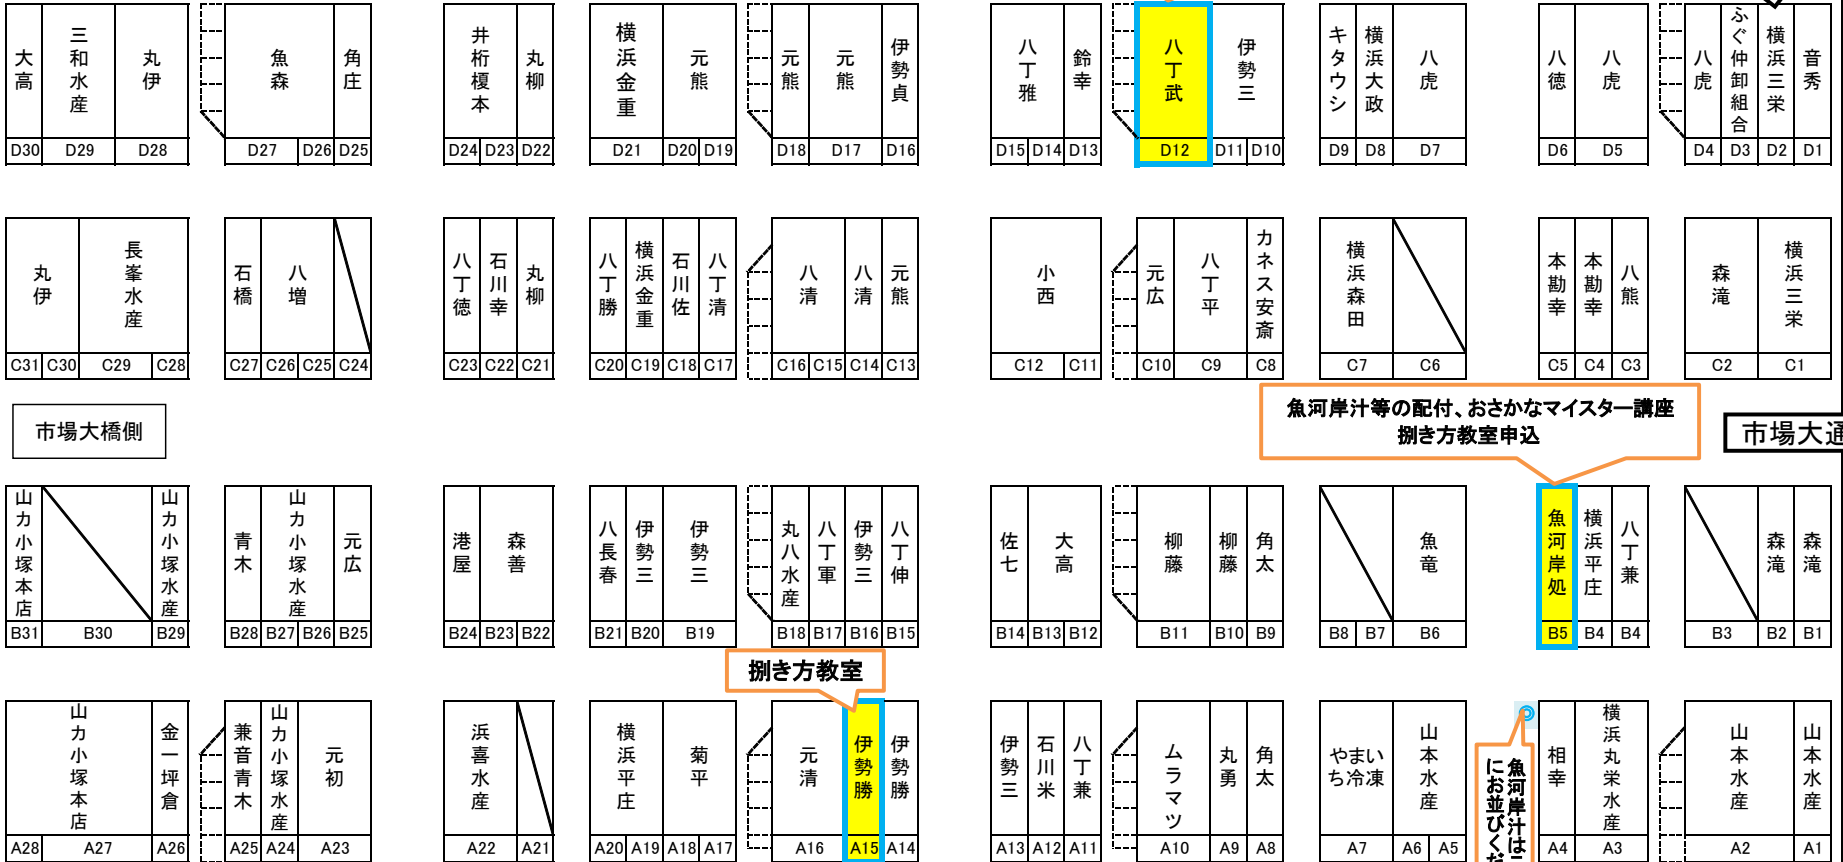 大高 三和水産 丸伊 魚森 角庄 井桁榎本 丸柳 横浜金重 元熊 元熊 元熊 伊勢貞 八丁雅 鈴幸 八丁武 伊勢三 キタウシ 横浜大政 八虎 八徳 八虎 八虎 ふぐ仲卸組合 横浜三栄 音秀
D30 D29 D28 D27 D26 D25 D24 D23 D22 D21 D20 D19 D18 D17 D16 D15 D14 D13 D12 D11 D10 D9 D8 D7 D6 D5 D4 D3 D2 D1
丸伊 長峯水産 石橋 八増 八丁徳 石川幸 丸柳 八丁勝 横浜金重 石川佐 八丁清 八清 八清 元熊 小西 元広 八丁平 カネス安斎 横浜森田 本勘幸 本勘幸 八熊 森滝 横浜三栄
C31 C30 C29 C28 C27 C26 C25 C24 C23 C22 C21 C20 C19 C18 C17 C16 C15 C14 C13 C12 C11 C10 C9 C8 C7 C6 C5 C4 C3 C2 C1
市場大橋側
魚河岸汁等の配付、おさかなマイスター講座
捌き方教室申込
市場大通
山カ小塚本店 山カ小塚水産 青木 山カ小塚水産 元広 港屋 森善 八長春 伊勢三 伊勢三 丸八水産 八丁軍 伊勢三 八丁伸 佐七 大高 柳藤 柳藤 角太 魚竜 魚河岸処 横浜平庄 八丁兼 森滝 森滝
B31 B30 B29 B28 B27 B26 B25 B24 B23 B22 B21 B20 B19 B18 B17 B16 B15 B14 B13 B12 B11 B10 B9 B8 B7 B6 B5 B4 B4 B3 B2 B1
捌き方教室
山カ小塚本店 金一坪倉 兼音青木 山カ小塚水産 元初 浜喜水産 横浜平庄 菊平 元清 伊勢勝 伊勢勝 伊勢三 石川米 八丁兼 ムラマツ 丸勇 角太 やまいち冷凍 山本水産 相幸 横浜丸栄水産 山本水産 山本水産
魚河岸汁は
にお並びくだ
A28 A27 A26 A25 A24 A23 A22 A21 A20 A19 A18 A17 A16 A15 A14 A13 A12 A11 A10 A9 A8 A7 A6 A5 A4 A3 A2 A1